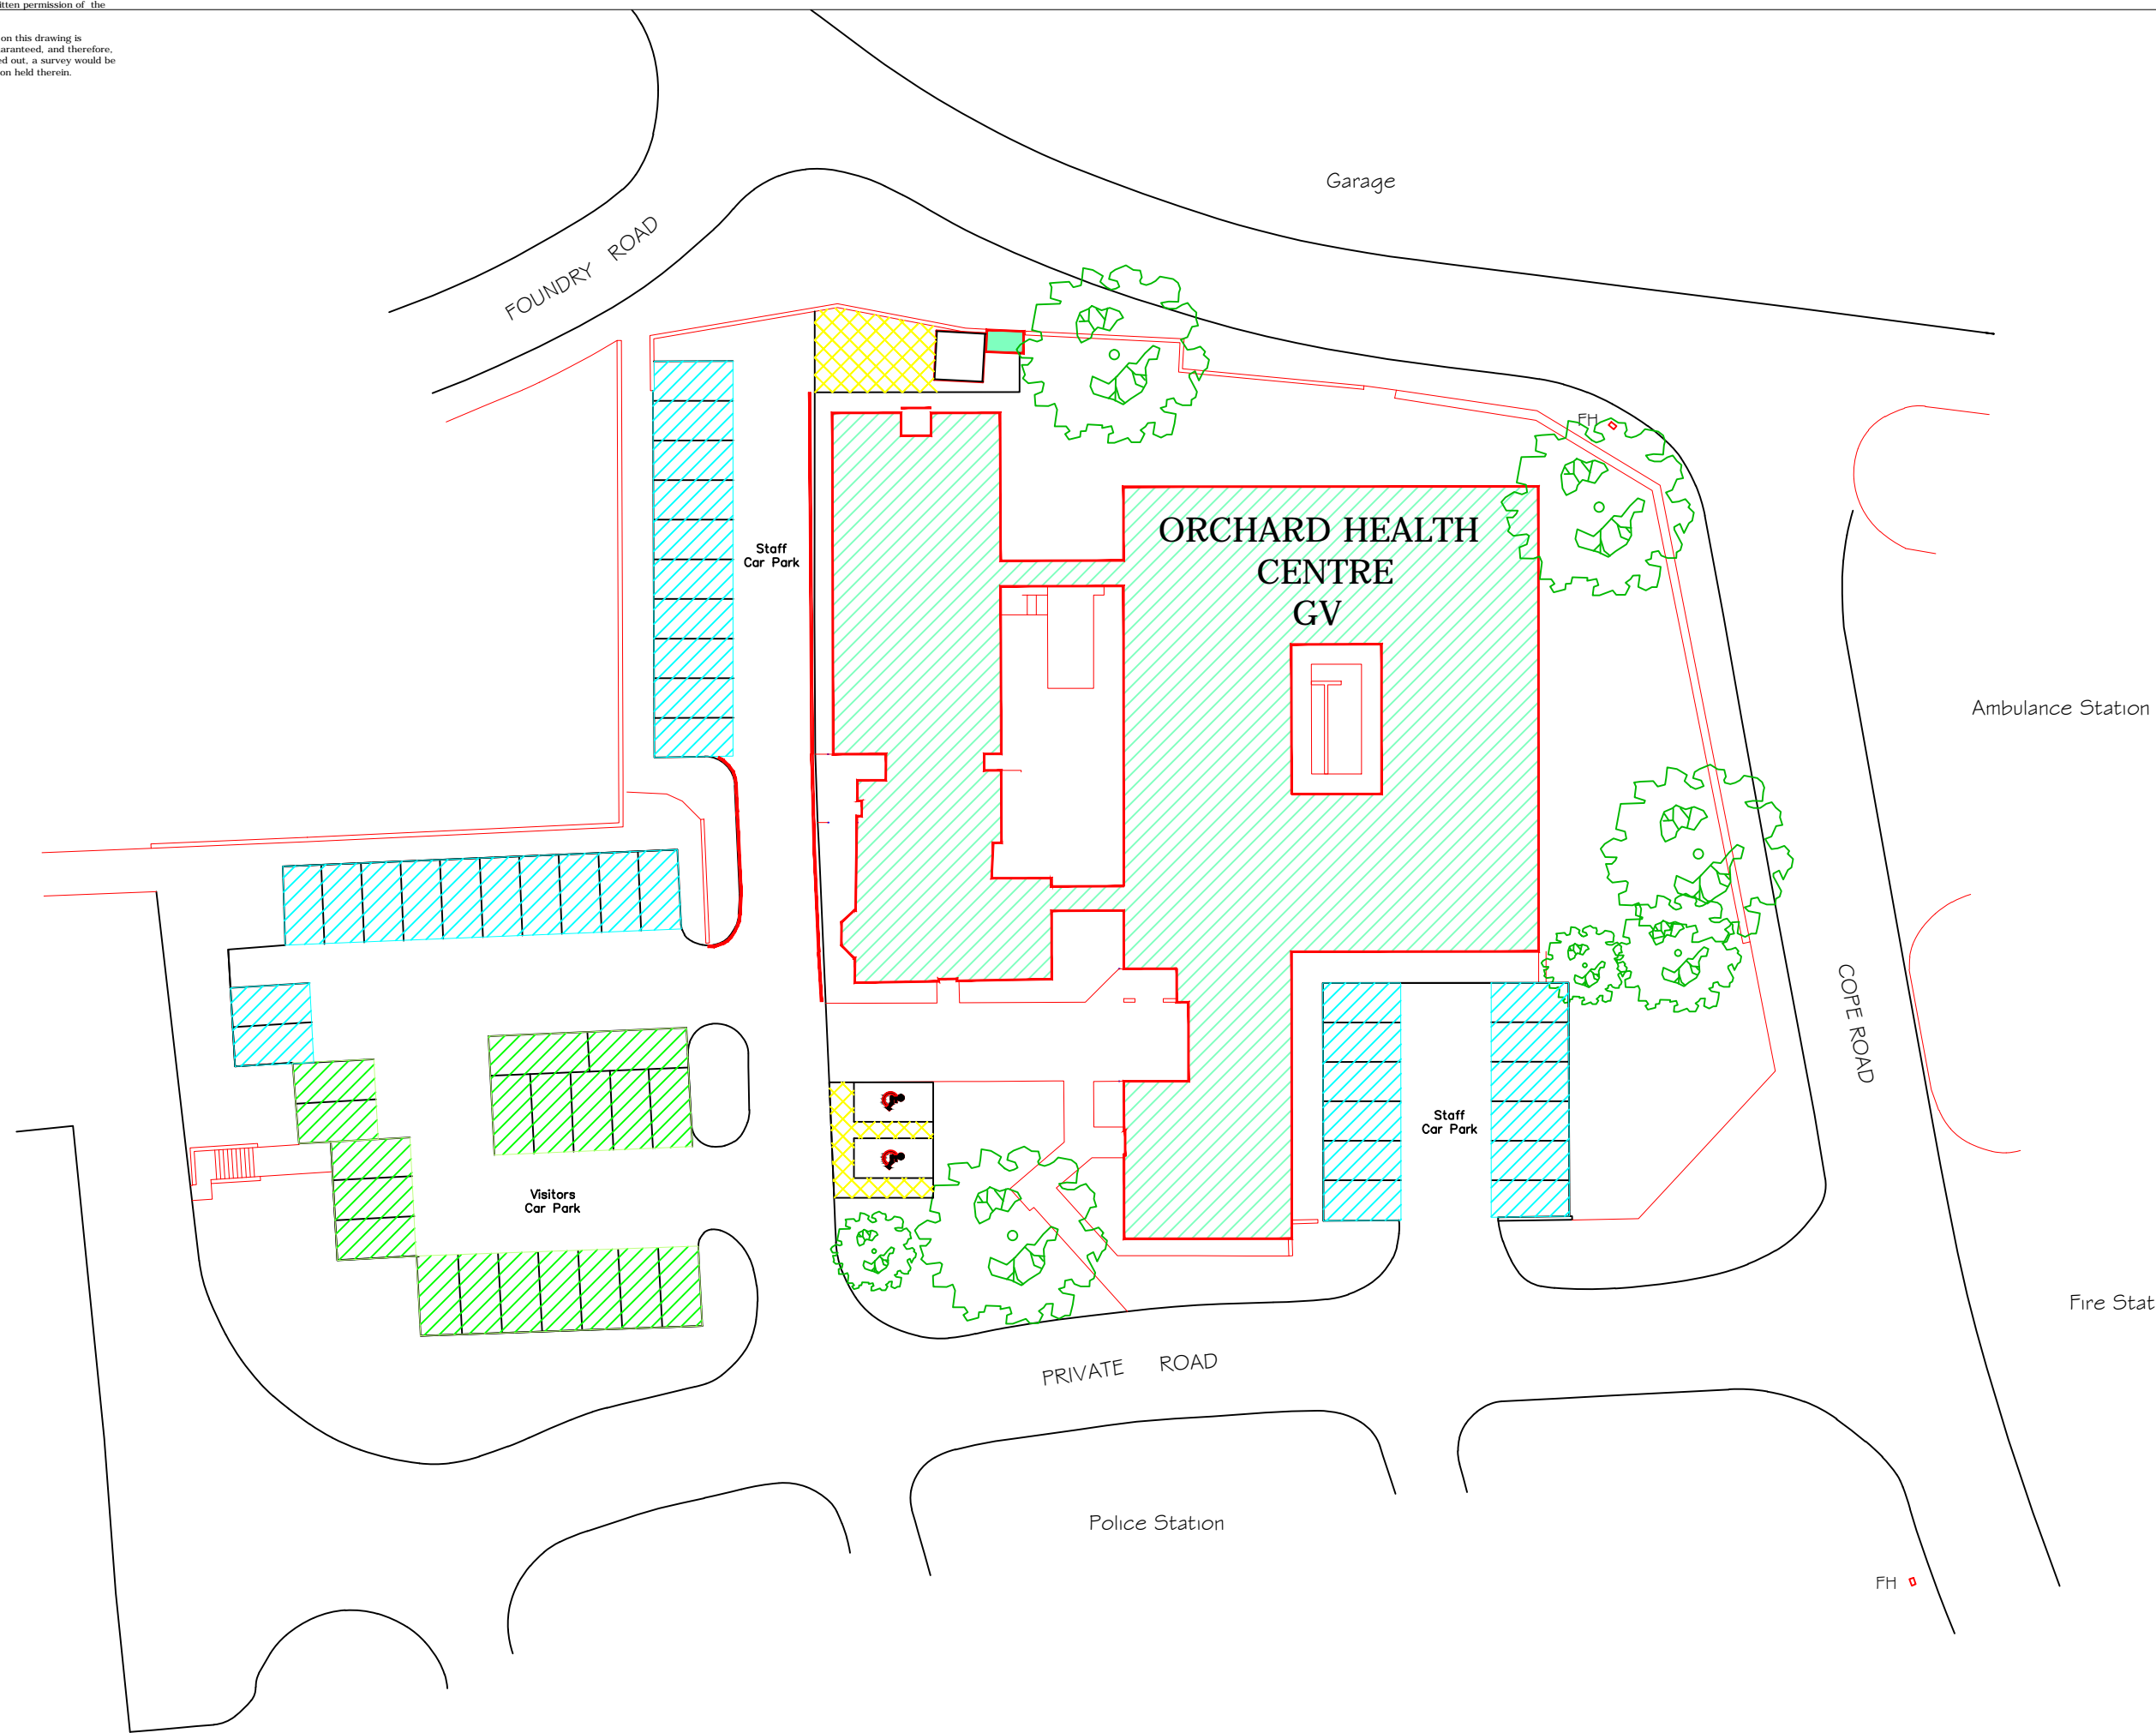 itten permission of the
on this drawing is
aranteed, and therefore,
ed out, a survey would be
on held therein.
Garage
FOUNDRY ROAD
FH
ORCHARD HEALTH
CENTRE
GV
Staff
Car Park
Ambulance Station
COPE ROAD
Staff
Car Park
Visitors
Car Park
Fire Stat
PRIVATE ROAD
Police Station
FH